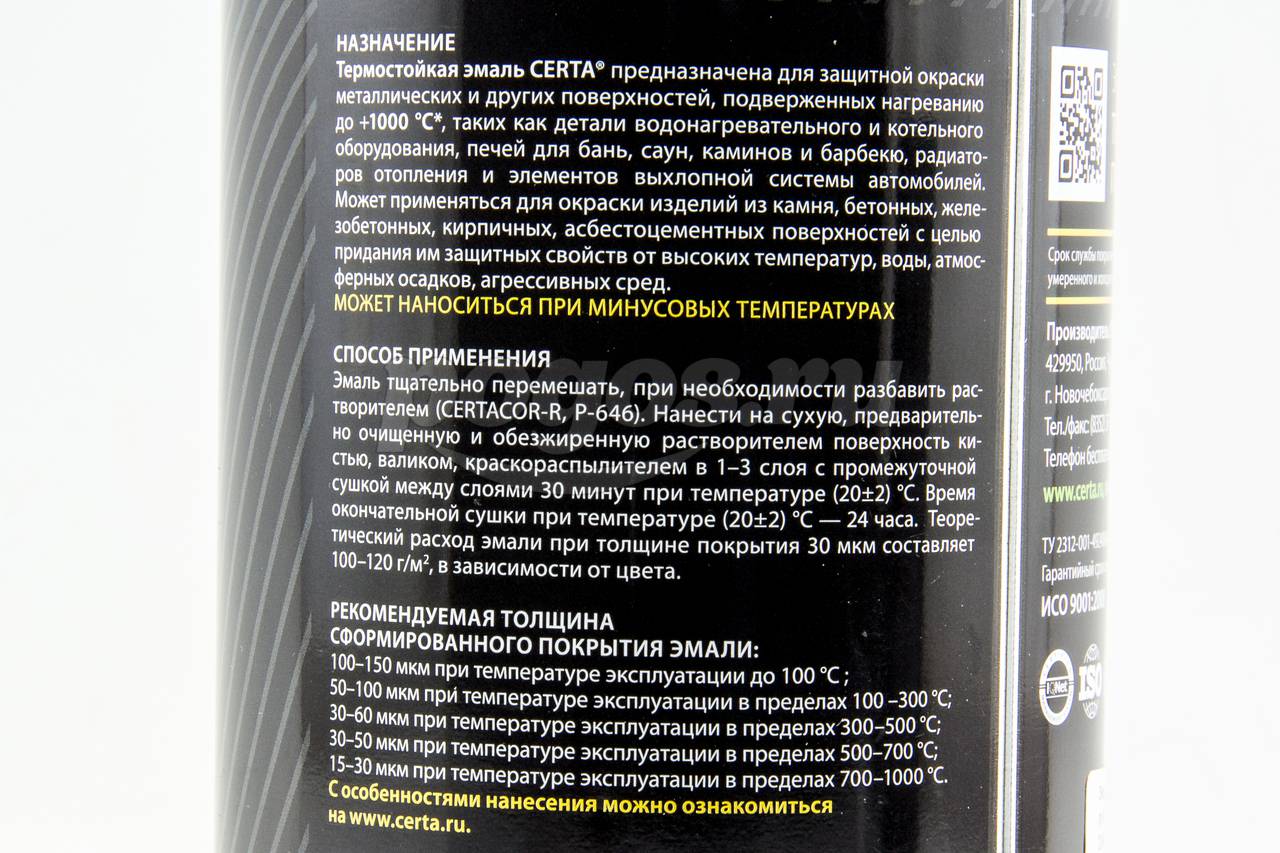 НАЗНАЧЕНИЕ
Термостойкая эмаль CERTA® предназначена для защитной окраски
металлических и других поверхностей, подверженных нагреванию
до +1000 °С*, таких как детали водонагревательного и котельного
оборудования, печей для бань, саун, каминов и барбекю, радиато-
ров отопления и элементов выхлопной системы автомобилей.
Может применяться для окраски изделий из камня, бетонных, желе-
зобетонных, кирпичных, асбестоцементных поверхностей с целью
придания им защитных свойств от высоких температур, воды, атмос-
ферных осадков, агрессивных сред.
МОЖЕТ НАНОСИТЬСЯ ПРИ МИНУСОВЫХ ТЕМПЕРАТУРАХ
СПОСОБ ПРИМЕНЕНИЯ
Эмаль тщательно перемешать, при необходимости разбавить рас-
творителем (CERTACOR-R, Р-646). Нанести на сухую, предваритель-
но очищенную и обезжиренную растворителем поверхность ки-
стью, валиком, краскораспылителем в 1–3 слоя с промежуточной
сушкой между слоями 30 минут при температуре (20±2) °С. Время
окончательной сушки при температуре (20±2) °С — 24 часа. Теоре-
тический расход эмали при толщине покрытия 30 мкм составляет
100–120 г/м², в зависимости от цвета.
РЕКОМЕНДУЕМАЯ ТОЛЩИНА
СФОРМИРОВАННОГО ПОКРЫТИЯ ЭМАЛИ:
100–150 мкм при температуре эксплуатации до 100 °С ;
50–100 мкм при температуре эксплуатации в пределах 100 –300 °С;
30–60 мкм при температуре эксплуатации в пределах 300–500 °С;
30–50 мкм при температуре эксплуатации в пределах 500–700 °С;
15–30 мкм при температуре эксплуатации в пределах 700–1000 °С.
С особенностями нанесения можно ознакомиться
на www.certa.ru.
pogos.ru
Срок службы
умеренного и
Производитель
429950, Россия,
г. Новочебокс
Тел./факс: (8352)
Телефон
www.certa.ru
ТУ 2312-001-
Гарантийный
ИСО 9001:
IQNet
ISO